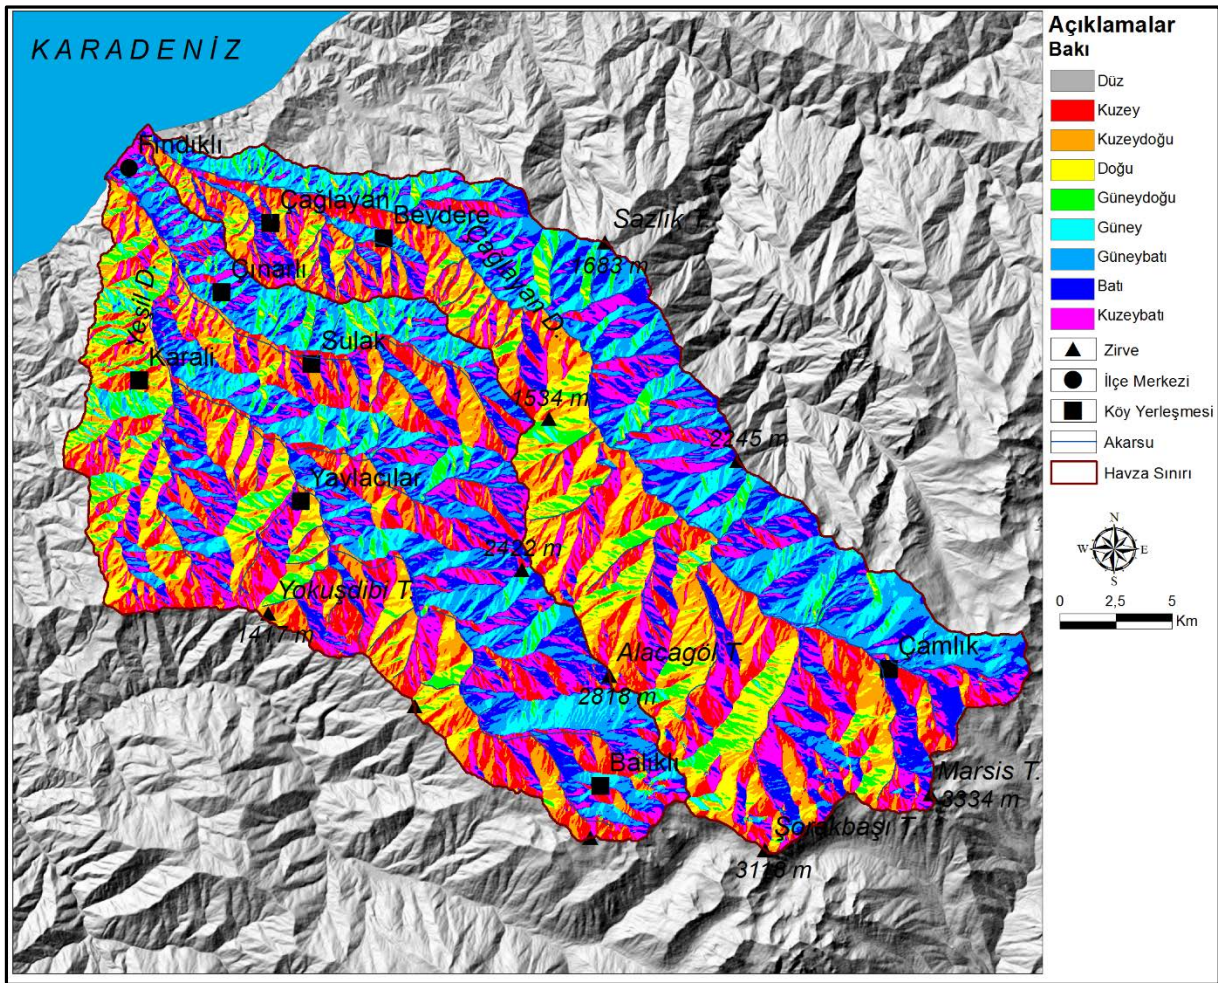 KARADENİZ
Fındıklı
Çağlayan
Beydere
Sazlık T.
1683 m
Çağlayan D.
Çınarlı
Yeşil D.
Sulak
Karali
1534 m
2245 m
Yaylacılar
2422 m
Yokuşdibi T.
1417 m
Alacagöl T.
2818 m
Çamlık
Balıklı
Marsis T.
3334 m
Şorakbaşı T.
3118 m
Açıklamalar
Bakı
Düz
Kuzey
Kuzeydoğu
Doğu
Güneydoğu
Güney
Güneybatı
Batı
Kuzeybatı
Zirve
İlçe Merkezi
Köy Yerleşmesi
Akarsu
Havza Sınırı
N
W E
S
0 2,5 5
Km